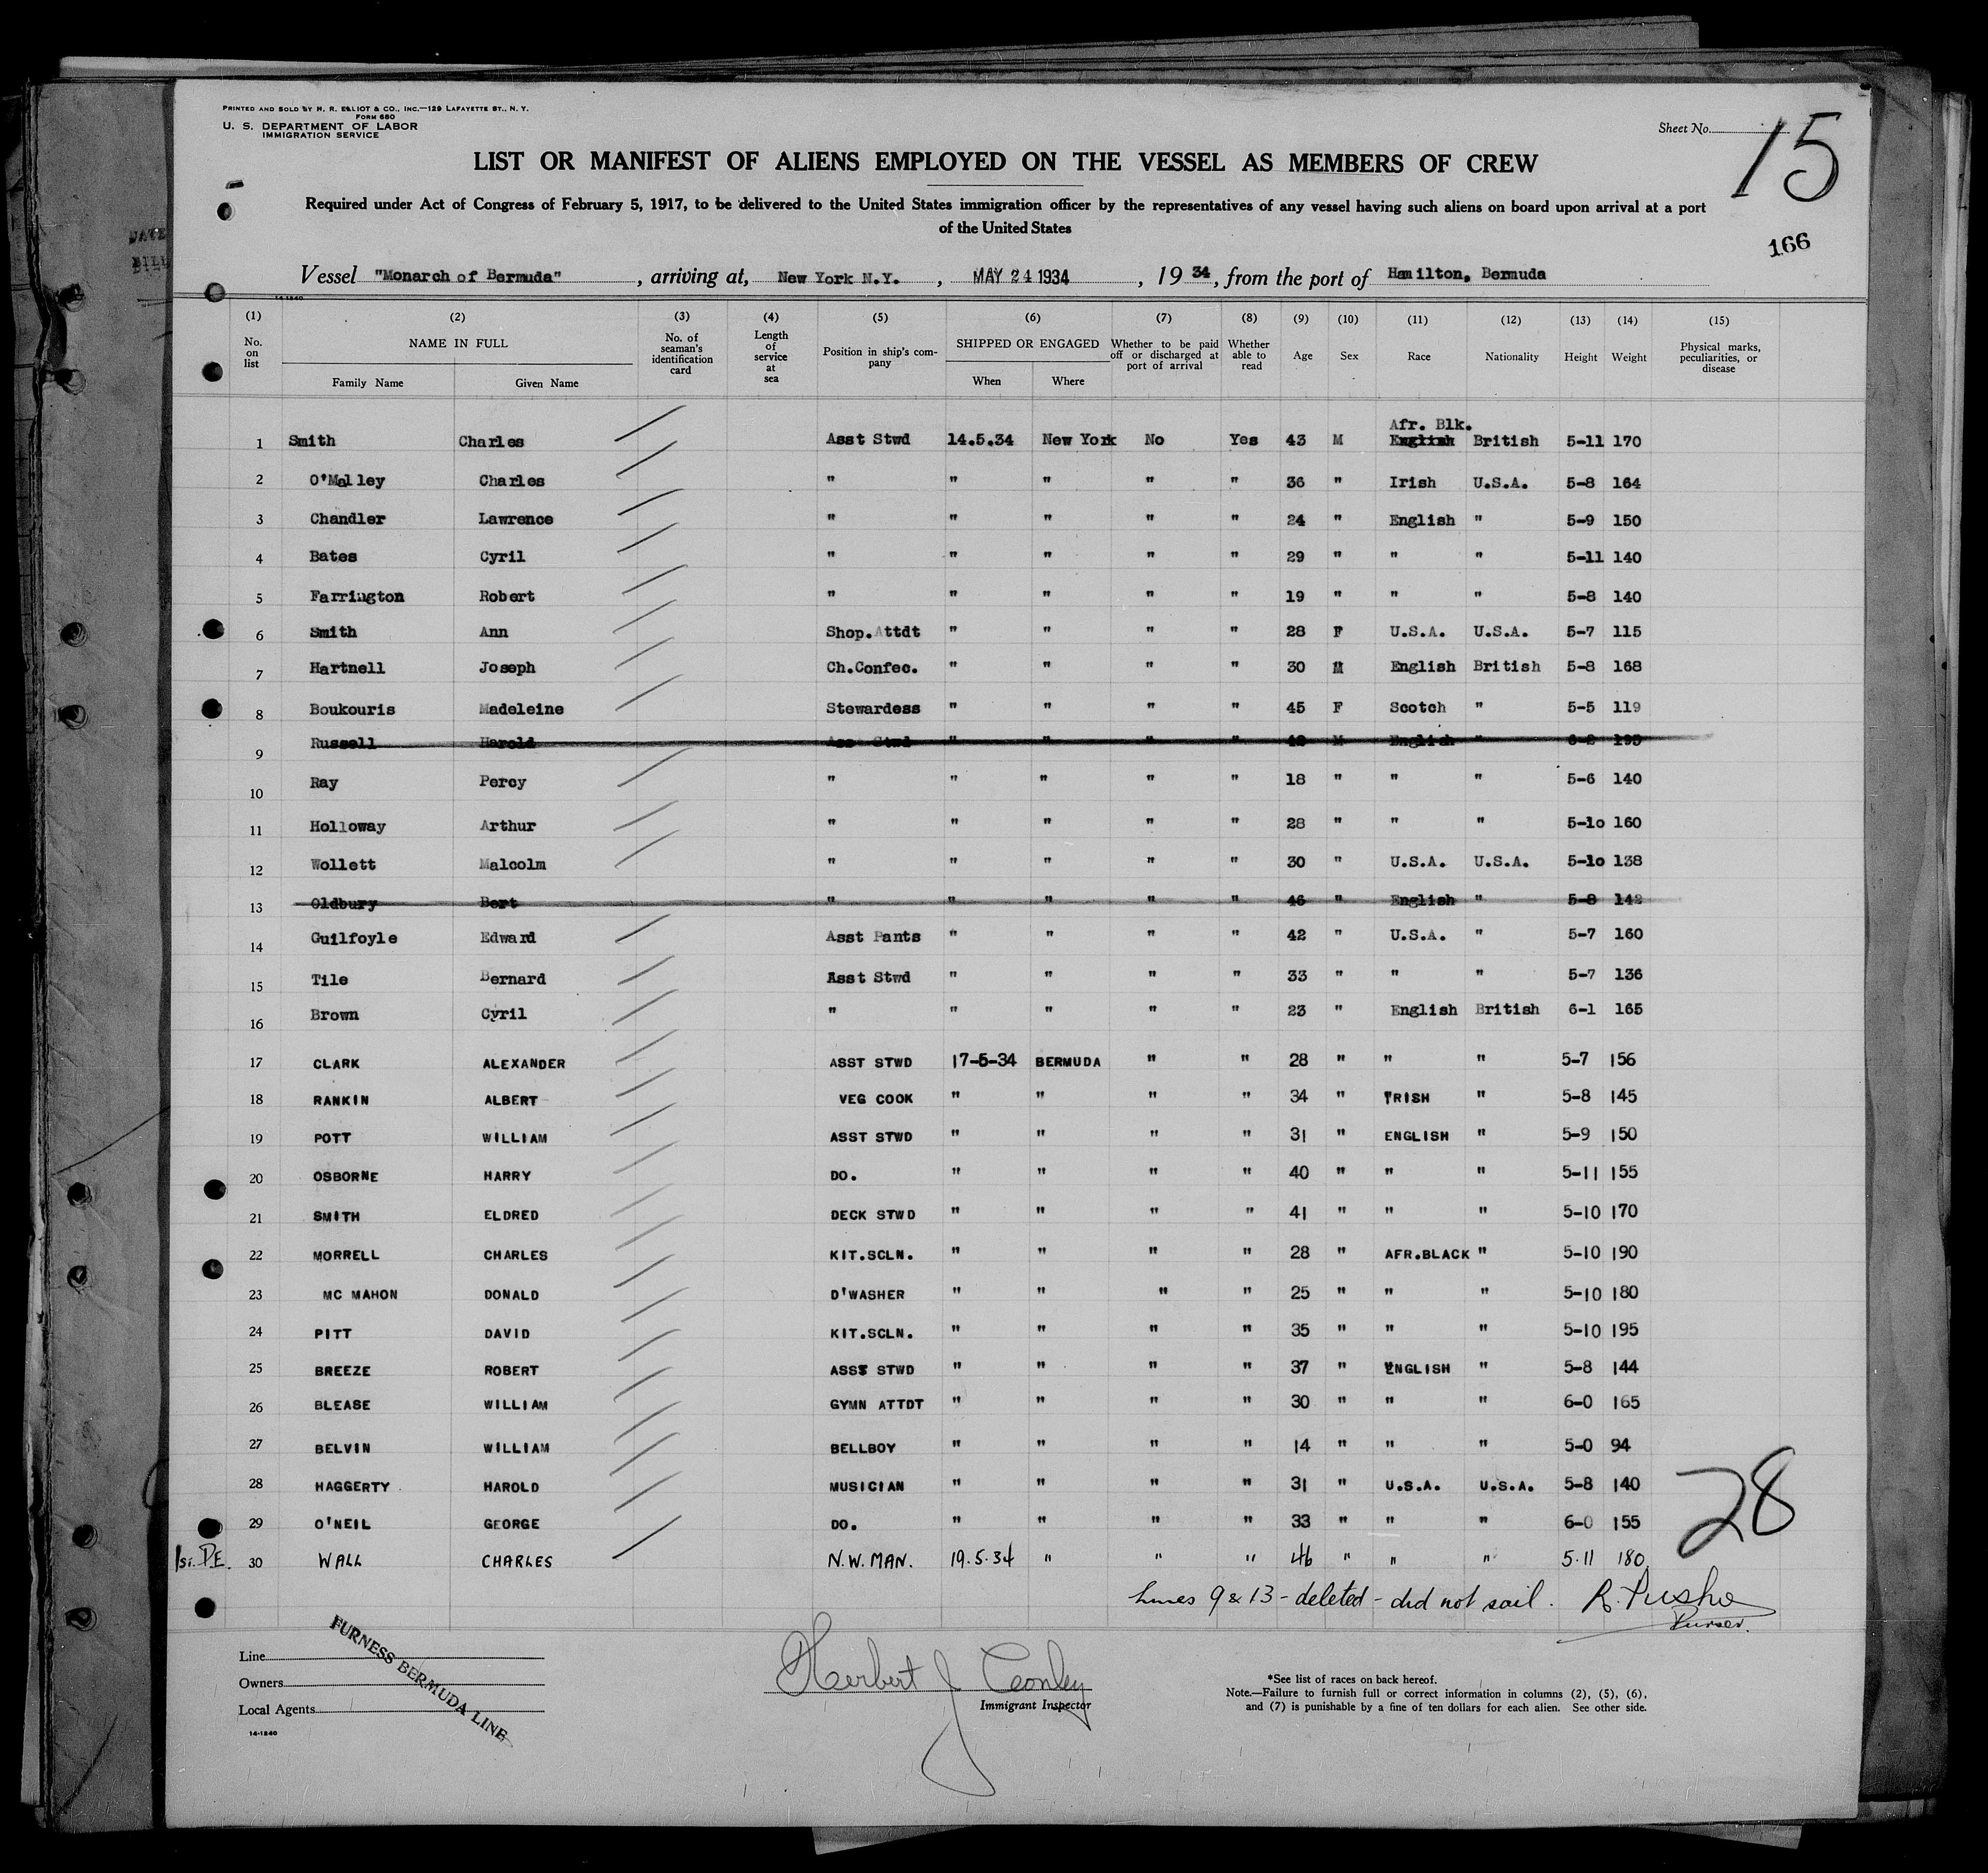 PRINTED AND SOLD BY H. R. ELLIOT & CO., INC.—129 LAFAYETTE ST., N. Y.
FORM 680
U. S. DEPARTMENT OF LABOR
IMMIGRATION SERVICE
Sheet No. 15
LIST OR MANIFEST OF ALIENS EMPLOYED ON THE VESSEL AS MEMBERS OF CREW
Required under Act of Congress of February 5, 1917, to be delivered to the United States immigration officer by the representatives of any vessel having such aliens on board upon arrival at a port
of the United States
166
Vessel "Monarch of Bermuda", arriving at, New York N.Y., MAY 24 1934, 19 34, from the port of Hamilton, Bermuda
14-1240
(1) (2) (3) (4) (5) (6) (7) (8) (9) (10) (11) (12) (13) (14) (15)
No. on list NAME IN FULL Family Name Given Name No. of seaman's identification card Length of service at sea Position in ship's company SHIPPED OR ENGAGED When Where Whether to be paid off or discharged at port of arrival Whether able to read Age Sex Race Nationality Height Weight Physical marks, peculiarities, or disease
Afr. Blk.
1 Smith Charles Asst Stwd 14.5.34 New York No Yes 43 M English British 5-11 170
2 O'Malley Charles " " " " " 36 " Irish U.S.A. 5-8 164
3 Chandler Lawrence " " " " " 24 " English " 5-9 150
4 Bates Cyril " " " " " 29 " " " 5-11 140
5 Farrington Robert " " " " " 19 " " " 5-8 140
6 Smith Ann Shop.Attdt " " " " 28 F U.S.A. U.S.A. 5-7 115
7 Hartnell Joseph Ch.Confec. " " " " 30 M English British 5-8 168
8 Boukouris Madeleine Stewardess " " " " 45 F Scotch " 5-5 119
9 Russell Harold Ass Stwd " " " " M English " 195
10 Ray Percy " " " " " 18 " " " 5-6 140
11 Holloway Arthur " " " " " 28 " " " 5-10 160
12 Wollett Malcolm " " " " " 30 " U.S.A. U.S.A. 5-10 138
13 Oldbury Bert " " " " " 46 " English " 5-8 142
14 Guilfoyle Edward Asst Pants " " " " 42 " U.S.A. " 5-7 160
15 Tile Bernard Asst Stwd " " " " 33 " " " 5-7 136
16 Brown Cyril " " " " " 23 " English British 6-1 165
17 CLARK ALEXANDER ASST STWD 17-5-34 BERMUDA " " 28 " " " 5-7 156
18 RANKIN ALBERT VEG COOK " " " " 34 " IRISH " 5-8 145
19 POTT WILLIAM ASST STWD " " " " 31 " ENGLISH " 5-9 150
20 OSBORNE HARRY DO. " " " " 40 " " " 5-11 155
21 SMITH ELDRED DECK STWD " " " " 41 " " " 5-10 170
22 MORRELL CHARLES KIT.SCLN. " " " " 28 " AFR.BLACK " 5-10 190
23 MC MAHON DONALD D'WASHER " " " " 25 " " " 5-10 180
24 PITT DAVID KIT.SCLN. " " " " 35 " " " 5-10 195
25 BREEZE ROBERT ASST STWD " " " " 37 " ENGLISH " 5-8 144
26 BLEASE WILLIAM GYMN ATTDT " " " " 30 " " " 6-0 165
27 BELVIN WILLIAM BELLBOY " " " " 14 " " " 5-0 94
28 HAGGERTY HAROLD MUSICIAN " " " " 31 " U.S.A. U.S.A. 5-8 140
29 O'NEIL GEORGE DO. " " " " 33 " " " 6-0 155
28
30 WALL CHARLES N.W. MAN. 19.5.34 " " " 46 " " " 5.11 180
Lines 9 & 13 - deleted - did not sail.
Purser.
Line
Owners
Local Agents
FURNESS BERMUDA LINE
14-1240
Herbert J Conley
Immigrant Inspector
*See list of races on back hereof.
Note.—Failure to furnish full or correct information in columns (2), (5), (6),
and (7) is punishable by a fine of ten dollars for each alien. See other side.